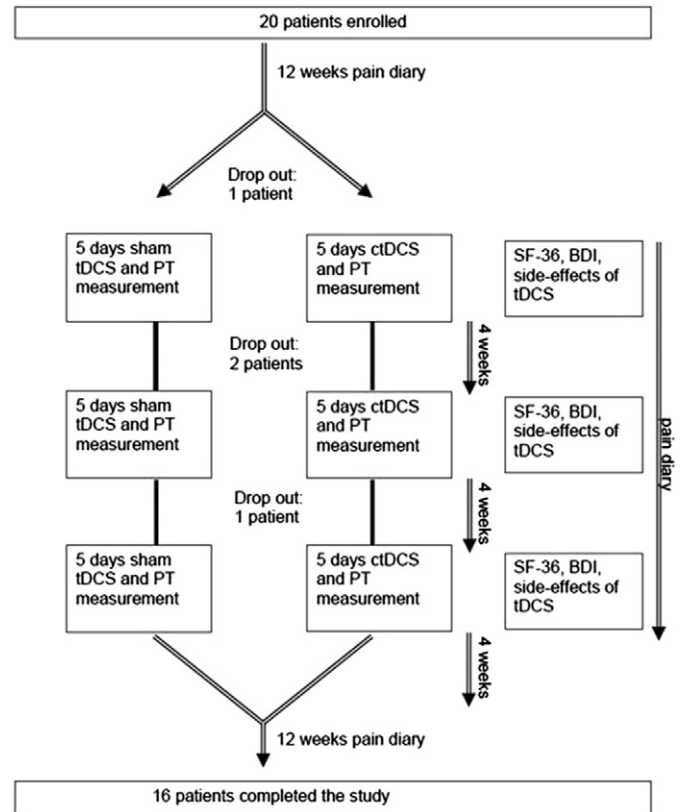 20 patients enrolled
12 weeks pain diary
Drop out:
1 patient
5 days sham
tDCS and PT
measurement
5 days ctDCS
and PT
measurement
SF-36, BDI,
side-effects of
tDCS
Drop out:
2 patients
4 weeks
5 days sham
tDCS and PT
measurement
5 days ctDCS
and PT
measurement
SF-36, BDI,
side-effects of
tDCS
pain diary
Drop out:
1 patient
4 weeks
5 days sham
tDCS and PT
measurement
5 days ctDCS
and PT
measurement
SF-36, BDI,
side-effects of
tDCS
4 weeks
12 weeks pain diary
16 patients completed the study